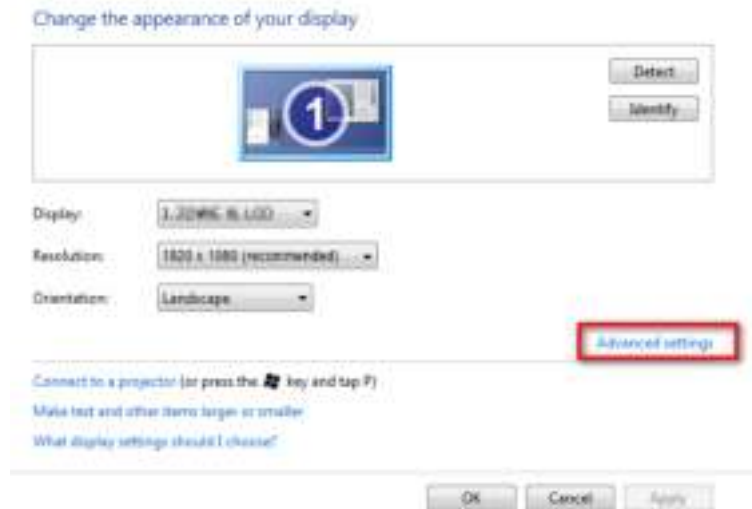 Change the appearance of your display
Detect
Identify
1
Display:
LCD
Resolution: 1920 x 1080 (recommended)
Orientation: Landscape
Advanced settings
Connect to a projector (or press the key and tap P)
Make text and other items larger or smaller
What display settings should I choose?
OK Cancel Apply